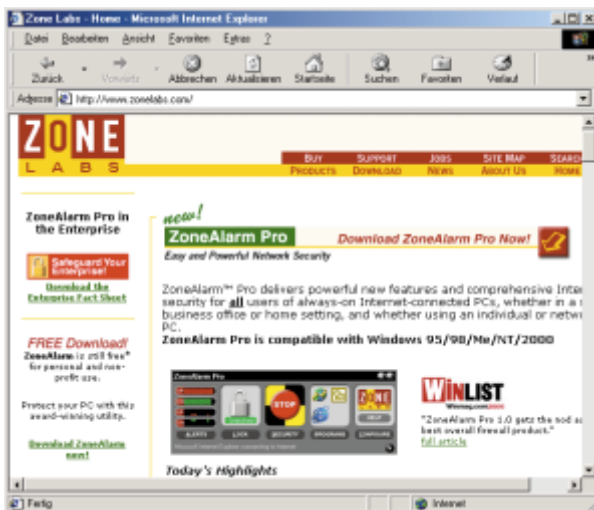 Zone Labs - Home - Microsoft Internet Explorer
Datei Bearbeiten Ansicht Favoriten Extras ?
Zurück Vorwärts Abbrechen Aktualisieren Startseite Suchen Favoriten Verlauf
Adresse http://www.zonelabs.com/
ZONE
LABS
BUY SUPPORT JOBS SITE MAP SEARCH
PRODUCTS DOWNLOAD NEWS ABOUT US HOME
ZoneAlarm Pro in
the Enterprise
Safeguard Your
Enterprise!
Download the
Enterprise Fact Sheet
FREE Download!
ZoneAlarm is still free*
for personal and non-
profit use.
Protect your PC with this
award-winning utility.
Download ZoneAlarm
now!
new!
ZoneAlarm Pro Download ZoneAlarm Pro Now!
Easy and Powerful Network Security
ZoneAlarm™ Pro delivers powerful new features and comprehensive Inter
security for all users of always-on Internet-connected PCs, whether in a s
business office or home setting, and whether using an individual or netwo
PC.
ZoneAlarm Pro is compatible with Windows 95/98/Me/NT/2000
ZoneAlarm Pro
STOP
ZONE
HELP
ALERTS LOCK SECURITY PROGRAMS CONFIGURE
WINLIST
"ZoneAlarm Pro 1.0 gets the nod as
best overall firewall product."
full article
Today's Highlights
Fertig Internet